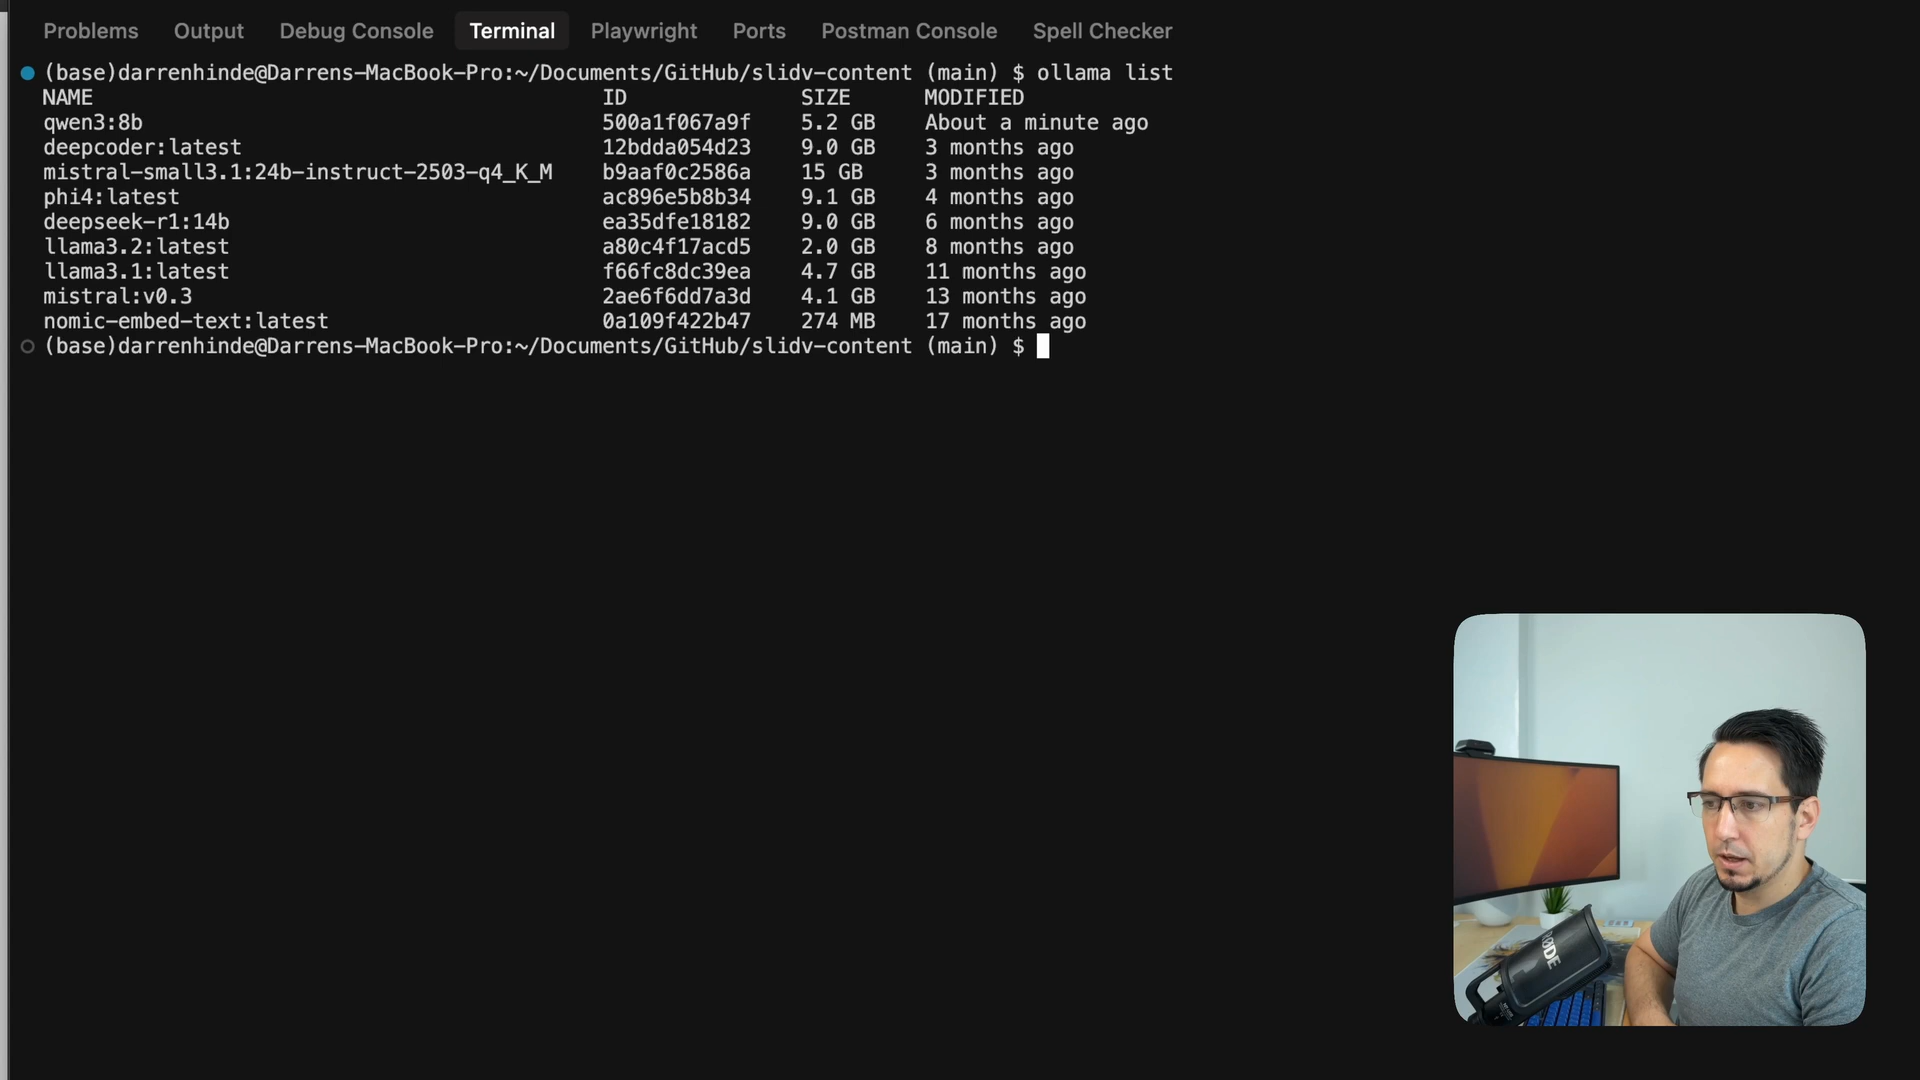 Problems Output Debug Console Terminal Playwright Ports Postman Console Spell Checker
(base)darrenhinde@Darrens-MacBook-Pro:~/Documents/GitHub/slidv-content (main) $ ollama list
NAME ID SIZE MODIFIED
qwen3:8b 500a1f067a9f 5.2 GB About a minute ago
deepcoder:latest 12bdda054d23 9.0 GB 3 months ago
mistral-small3.1:24b-instruct-2503-q4_K_M b9aaf0c2586a 15 GB 3 months ago
phi4:latest ac896e5b8b34 9.1 GB 4 months ago
deepseek-r1:14b ea35dfe18182 9.0 GB 6 months ago
llama3.2:latest a80c4f17acd5 2.0 GB 8 months ago
llama3.1:latest f66fc8dc39ea 4.7 GB 11 months ago
mistral:v0.3 2ae6f6dd7a3d 4.1 GB 13 months ago
nomic-embed-text:latest 0a109f422b47 274 MB 17 months ago
(base)darrenhinde@Darrens-MacBook-Pro:~/Documents/GitHub/slidv-content (main) $
RØDE